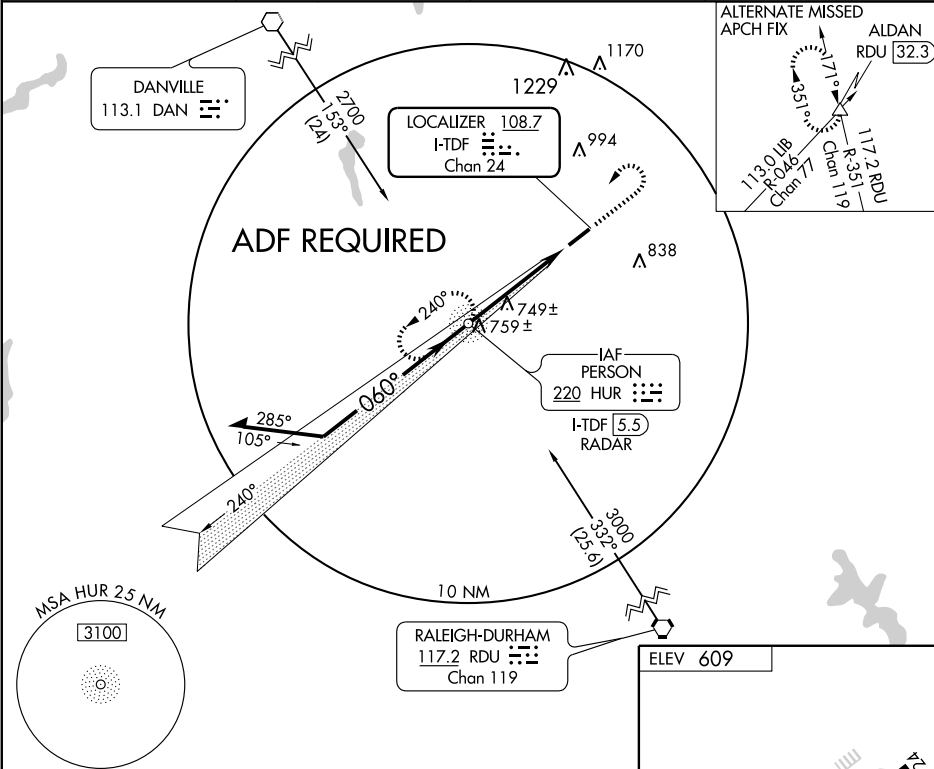 DANVILLE
113.1 DAN
2700
153°
(24)
LOCALIZER 108.7
I-TDF
Chan 24
1229
1170
994
838
ALTERNATE MISSED
APCH FIX
ALDAN
RDU 32.3
171°
351°
113.0 LIB
R-046
Chan 77
117.2 RDU
R-351
Chan 119
ADF REQUIRED
240°
749±
759±
060°
IAF
PERSON
220 HUR
I-TDF 5.5
RADAR
285°
105°
240°
3000
332°
(25.6)
10 NM
MSA HUR 25 NM
3100
RALEIGH-DURHAM
117.2 RDU
Chan 119
ELEV 609
24